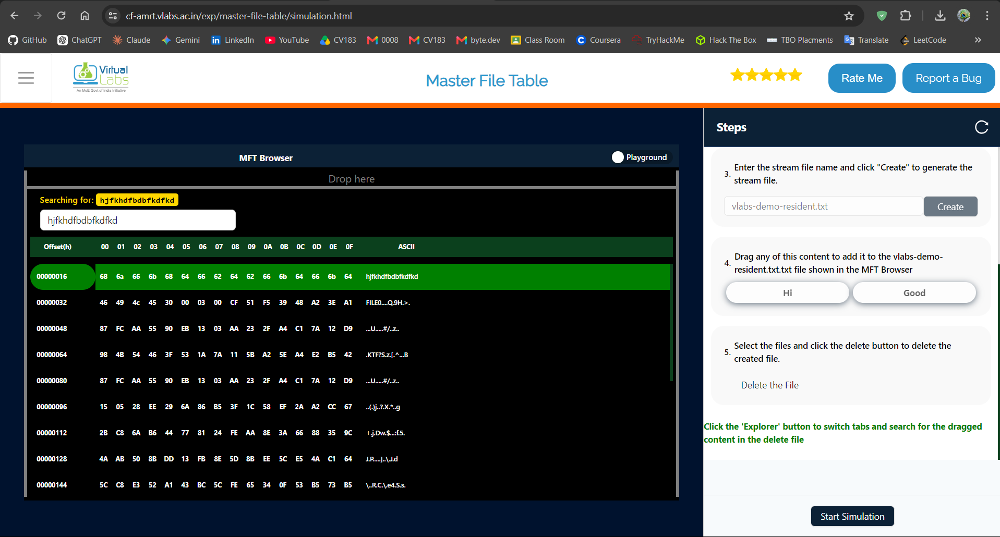 cf-amrt.vlabs.ac.in/exp/master-file-table/simulation.html
GitHub ChatGPT Claude Gemini LinkedIn YouTube CV183 0008 CV183 byte.dev Class Room Coursera TryHackMe Hack The Box TBO Placments Translate LeetCode »
Virtual Labs
An MoE Govt of India Initiative
Master File Table
Rate Me
Report a Bug
MFT Browser
Playground
Drop here
Searching for: hjfkhdfbdbfkdfkd
hjfkhdfbdbfkdfkd
Offset(h) 00 01 02 03 04 05 06 07 08 09 0A 0B 0C 0D 0E 0F ASCII
00000016 68 6a 66 6b 68 64 66 62 64 62 66 6b 64 66 6b 64 hjfkhdfbdbfkdfkd
00000032 46 49 4c 45 30 00 03 00 CF 51 F5 39 48 A2 3E A1 FILE0....Q.9H.>.
00000048 87 FC AA 55 90 EB 13 03 AA 23 2F A4 C1 7A 12 D9 ...U.....#/..z..
00000064 98 4B 54 46 3F 53 1A 7A 11 5B A2 5E A4 E2 B5 42 .KTF?S.z.[.^...B
00000080 87 FC AA 55 90 EB 13 03 AA 23 2F A4 C1 7A 12 D9 ...U.....#/..z..
00000096 15 05 28 EE 29 6A 86 B5 3F 1C 58 EF 2A A2 CC 67 ..(.)j..?.X.*..g
00000112 2B C8 6A B6 44 77 81 24 FE AA 8E 3A 66 88 35 9C +.j.Dw.$...:f.5.
00000128 4A AB 50 8B DD 13 FB 8E 5D 8B EE 5C E5 4A C1 64 J.P.....]..\.J.d
00000144 5C C8 E3 52 A1 43 BC 5C FE 65 34 0F 53 B5 73 B5 \..R.C.\.e4.S.s.
Steps
3. Enter the stream file name and click "Create" to generate the
stream file.
vlabs-demo-resident.txt
Create
4. Drag any of this content to add it to the vlabs-demo-
resident.txt.txt file shown in the MFT Browser
Hi
Good
5. Select the files and click the delete button to delete the
created file.
Delete the File
Click the 'Explorer' button to switch tabs and search for the dragged
content in the delete file
Start Simulation